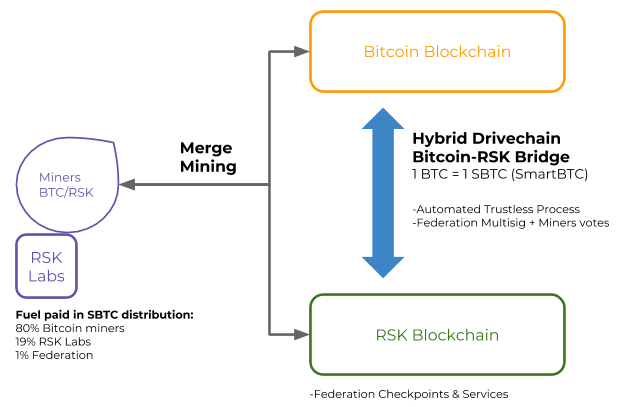 Bitcoin Blockchain
Merge
Mining
Hybrid Drivechain
Bitcoin-RSK Bridge
1 BTC = 1 SBTC (SmartBTC)
-Automated Trustless Process
-Federation Multisig + Miners votes
Miners
BTC/RSK
RSK
Labs
Fuel paid in SBTC distribution:
80% Bitcoin miners
19% RSK Labs
1% Federation
RSK Blockchain
-Federation Checkpoints & Services